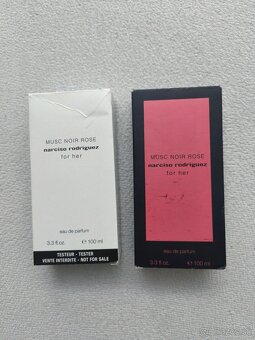 MUSC NOIR ROSE
narciso rodriguez
for her
eau de parfum
3.3 fl.oz. ℮ 100 ml
TESTEUR - TESTER
VENTE INTERDITE - NOT FOR SALE
MUSC NOIR ROSE
narciso rodriguez
for her
eau de parfum
3.3 fl.oz. ℮ 100 ml